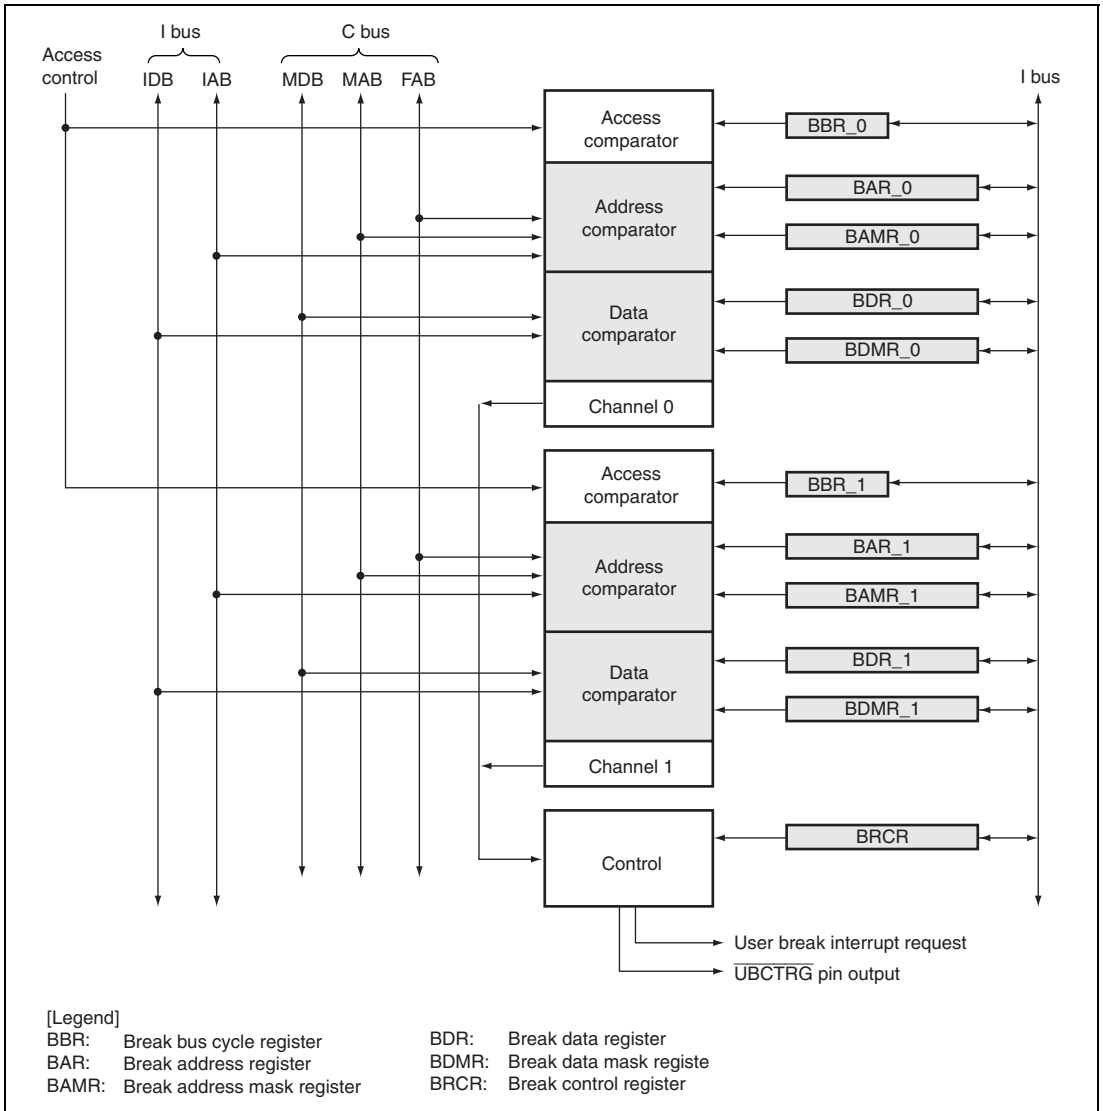 I bus
C bus
Access
control
IDB
IAB
MDB
MAB
FAB
I bus
Access
comparator
BBR_0
Address
comparator
BAR_0
BAMR_0
Data
comparator
BDR_0
BDMR_0
Channel 0
Access
comparator
BBR_1
Address
comparator
BAR_1
BAMR_1
Data
comparator
BDR_1
BDMR_1
Channel 1
Control
BRCR
User break interrupt request
UBCTRG pin output
[Legend]
BBR: Break bus cycle register
BAR: Break address register
BAMR: Break address mask register
BDR: Break data register
BDMR: Break data mask registe
BRCR: Break control register